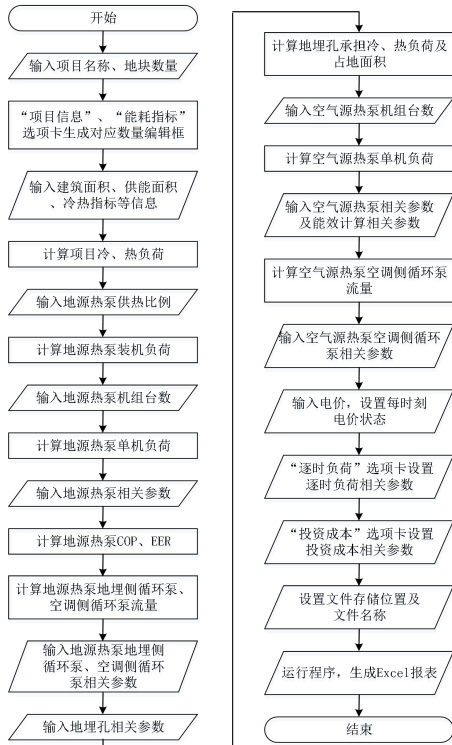 开始
输入项目名称、地块数量
“项目信息”、“能耗指标”
选项卡生成对应数量编辑框
输入建筑面积、供能面积
、冷热指标等信息
计算项目冷、热负荷
输入地源热泵供热比例
计算地源热泵装机负荷
输入地源热泵机组台数
计算地源热泵单机负荷
输入地源热泵相关参数
计算地源热泵COP、EER
计算地源热泵地埋侧循环泵、
空调侧循环泵流量
输入地源热泵地埋侧
循环泵、空调侧循环
泵相关参数
输入地埋孔相关参数
计算地埋孔承担冷、热负荷及
占地面积
输入空气源热泵机组台数
计算空气源热泵单机负荷
输入空气源热泵相关参数
及能效计算相关参数
计算空气源热泵空调侧循环泵
流量
输入空气源热泵空调侧循环
泵相关参数
输入电价，设置每时刻
电价状态
“逐时负荷”选项卡设置
逐时负荷相关参数
“投资成本”选项卡设置
投资成本相关参数
设置文件存储位置及
文件名称
运行程序，生成Excel报表
结束